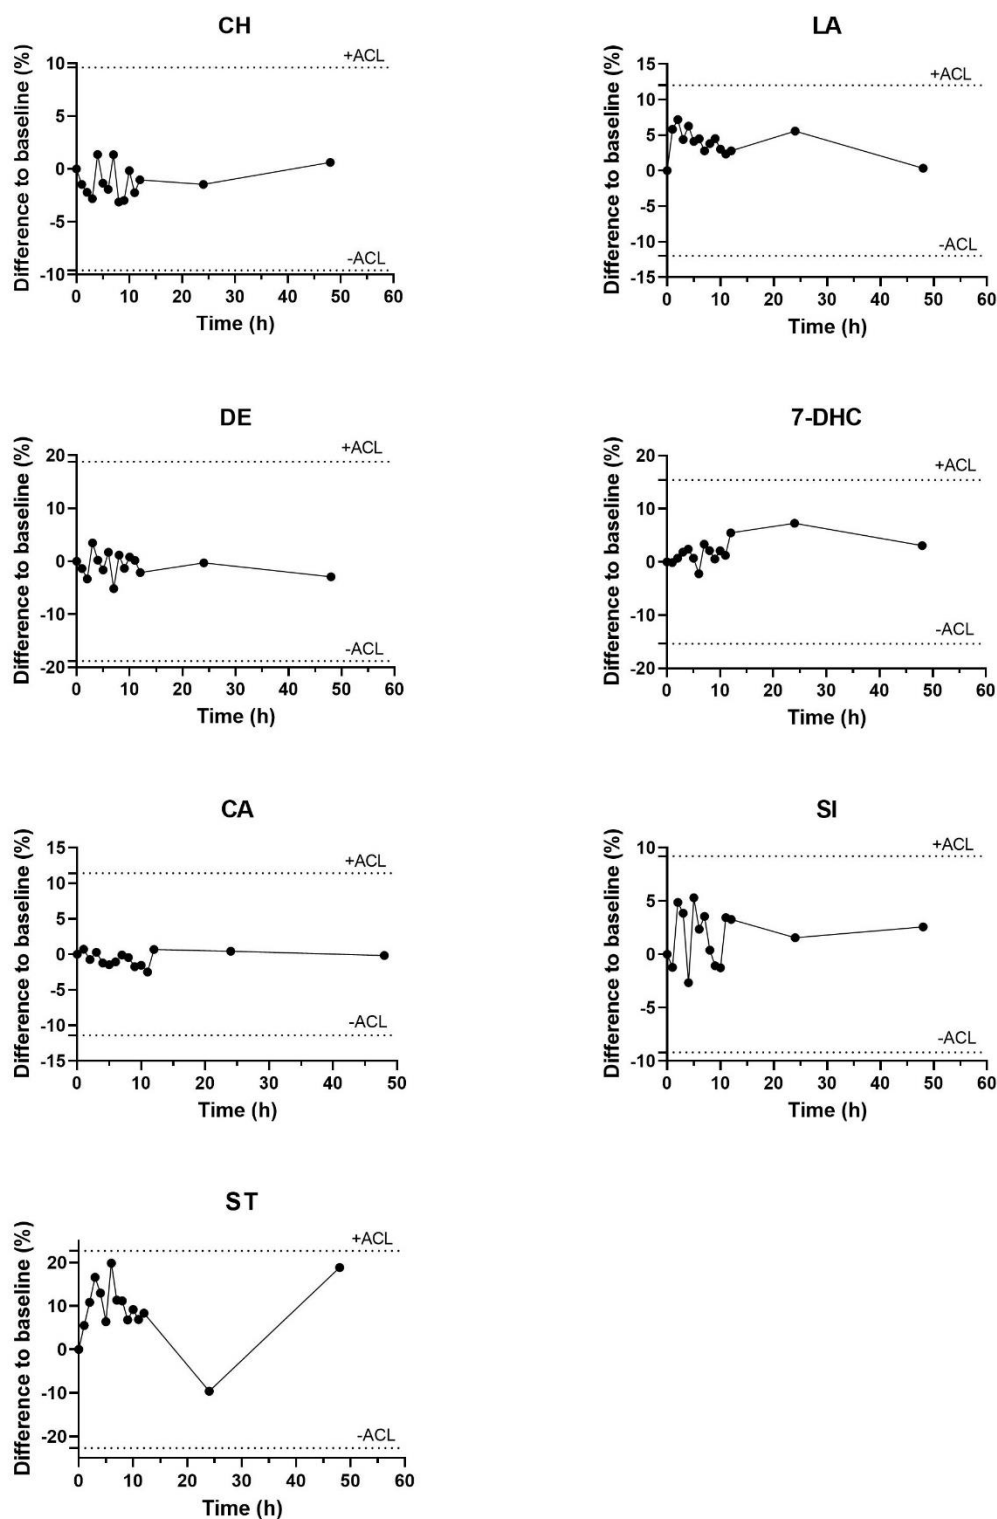 CH
Difference to baseline (%)
10
5
0
-5
-10
+ACL
-ACL
0 10 20 30 40 50 60
Time (h)
LA
Difference to baseline (%)
15
10
5
0
-5
-10
-15
+ACL
-ACL
0 10 20 30 40 50 60
Time (h)
DE
Difference to baseline (%)
20
10
0
-10
-20
+ACL
-ACL
0 10 20 30 40 50 60
Time (h)
7-DHC
Difference to baseline (%)
20
10
0
-10
-20
+ACL
-ACL
0 10 20 30 40 50 60
Time (h)
CA
Difference to baseline (%)
15
10
5
0
-5
-10
-15
+ACL
-ACL
0 10 20 30 40 50
Time (h)
SI
Difference to baseline (%)
10
5
0
-5
-10
+ACL
-ACL
0 10 20 30 40 50 60
Time (h)
ST
Difference to baseline (%)
20
10
0
-10
-20
+ACL
-ACL
0 10 20 30 40 50 60
Time (h)